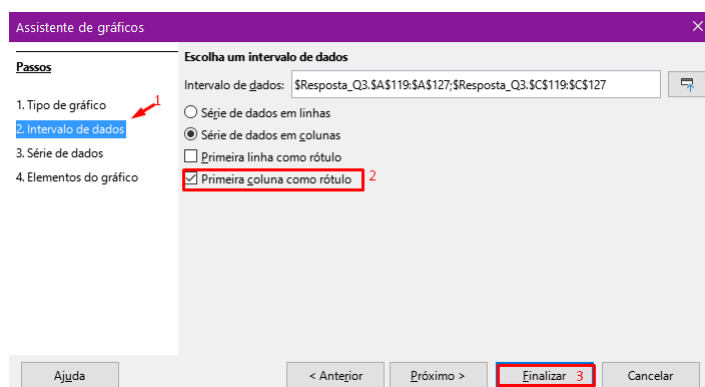 Assistente de gráficos
Passos
1. Tipo de gráfico
1
2. Intervalo de dados
3. Série de dados
4. Elementos do gráfico
Escolha um intervalo de dados
Intervalo de dados: $Resposta_Q3.$A$119:$A$127;$Resposta_Q3.$C$119:$C$127
Série de dados em linhas
Série de dados em colunas
Primeira linha como rótulo
Primeira coluna como rótulo 2
Ajuda < Anterior Próximo > Finalizar 3 Cancelar